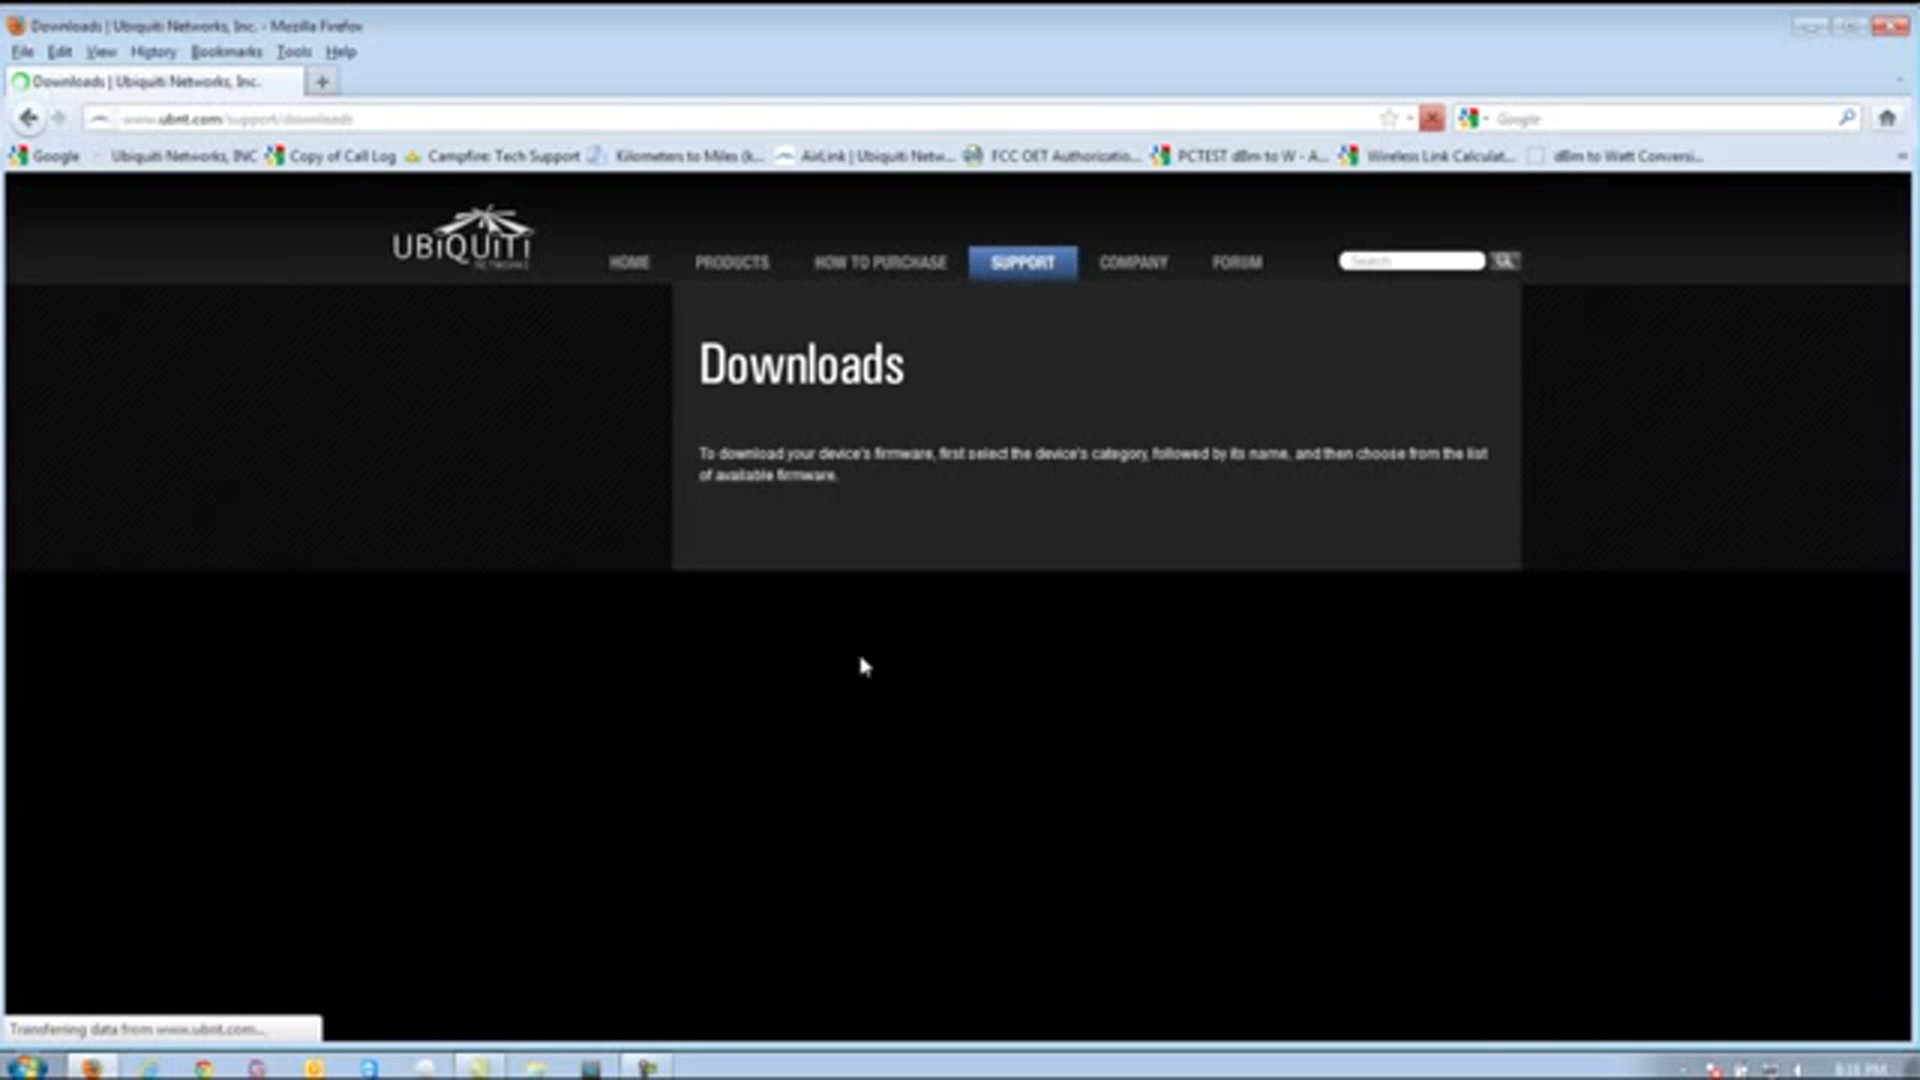 Downloads | Ubiquiti Networks, Inc. - Mozilla Firefox
File Edit View History Bookmarks Tools Help
Downloads | Ubiquiti Networks, Inc.
www.ubnt.com/support/downloads
Google
Google Ubiquiti Networks, INC Copy of Call Log Campfire: Tech Support Kilometers to Miles (k... AirLink | Ubiquiti Netw... FCC OET Authorizatio... PCTEST dBm to W - A... Wireless Link Calculat... dBm to Watt Conversi...
UBiQUiTi
NETWORKS
HOME PRODUCTS HOW TO PURCHASE SUPPORT COMPANY FORUM Search
Downloads
To download your device's firmware, first select the device's category, followed by its name, and then choose from the list
of available firmware.
Transferring data from www.ubnt.com...